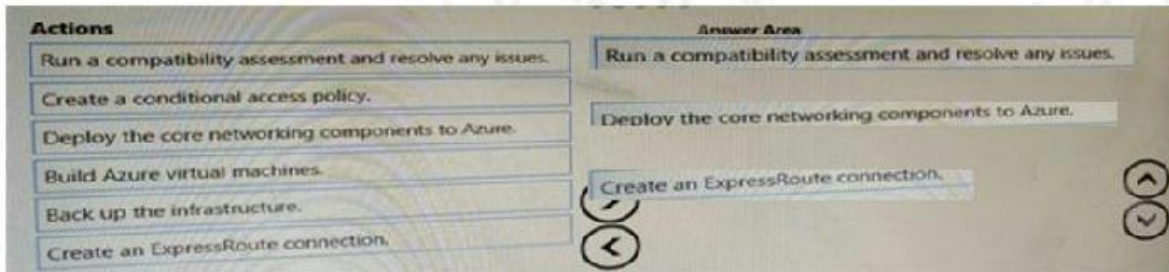 Actions
Run a compatibility assessment and resolve any issues.
Create a conditional access policy.
Deploy the core networking components to Azure.
Build Azure virtual machines.
Back up the infrastructure.
Create an ExpressRoute connection.
Answer Area
Run a compatibility assessment and resolve any issues.
Deploy the core networking components to Azure.
Create an ExpressRoute connection.